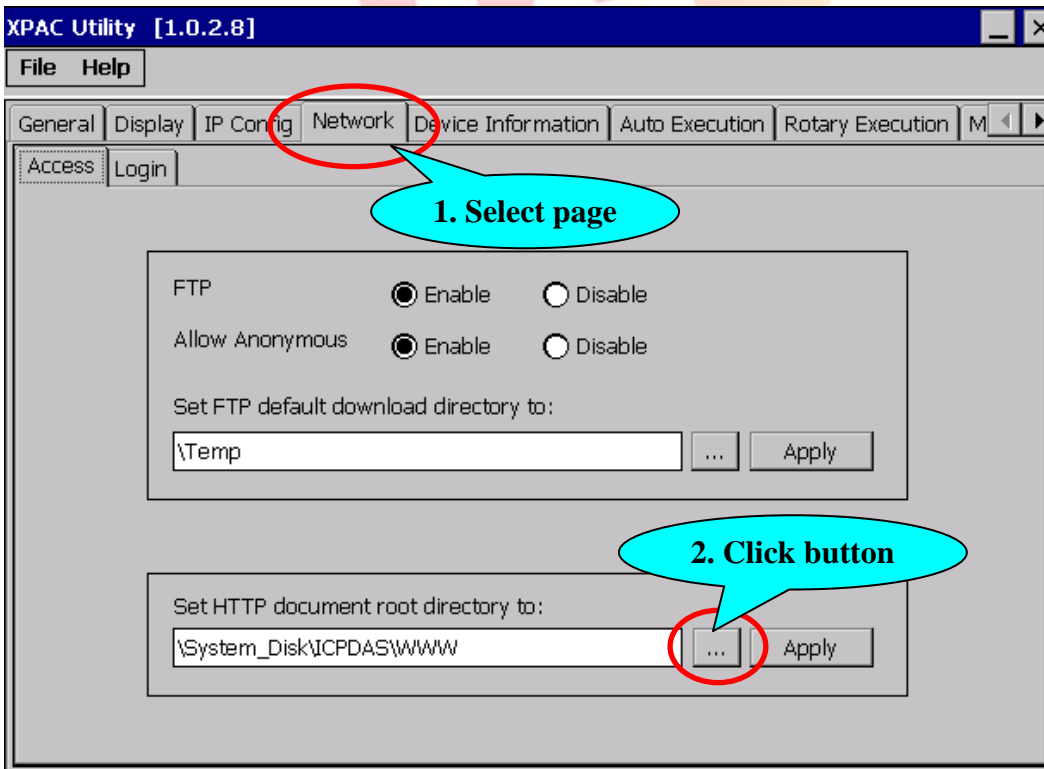 XPAC Utility [1.0.2.8]
File Help
General Display IP Config Network Device Information Auto Execution Rotary Execution M
Access Login
1. Select page
FTP Enable Disable
Allow Anonymous Enable Disable
Set FTP default download directory to:
\Temp ... Apply
2. Click button
Set HTTP document root directory to:
\System_Disk\ICPDAS\WWW ... Apply